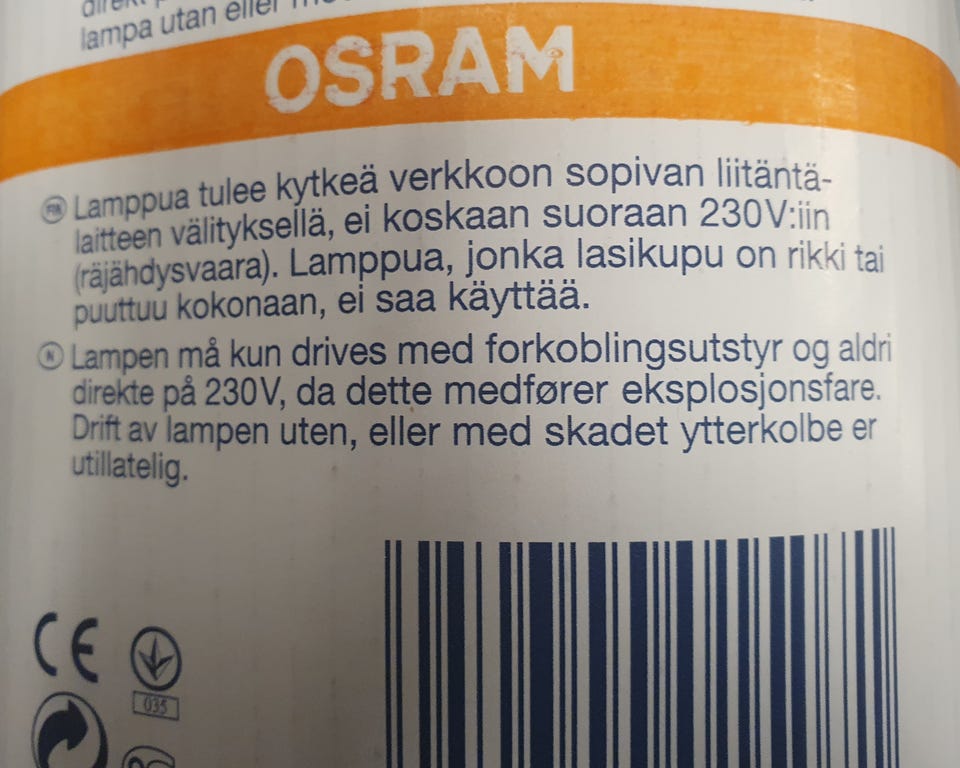 lampa utan eller
OSRAM
FIN Lamppua tulee kytkeä verkkoon sopivan liitäntä-
laitteen välityksellä, ei koskaan suoraan 230V:iin
(räjähdysvaara). Lamppua, jonka lasikupu on rikki tai
puuttuu kokonaan, ei saa käyttää.
N Lampen må kun drives med forkoblingsutstyr og aldri
direkte på 230V, da dette medfører eksplosjonsfare.
Drift av lampen uten, eller med skadet ytterkolbe er
utillatelig.
CE
035